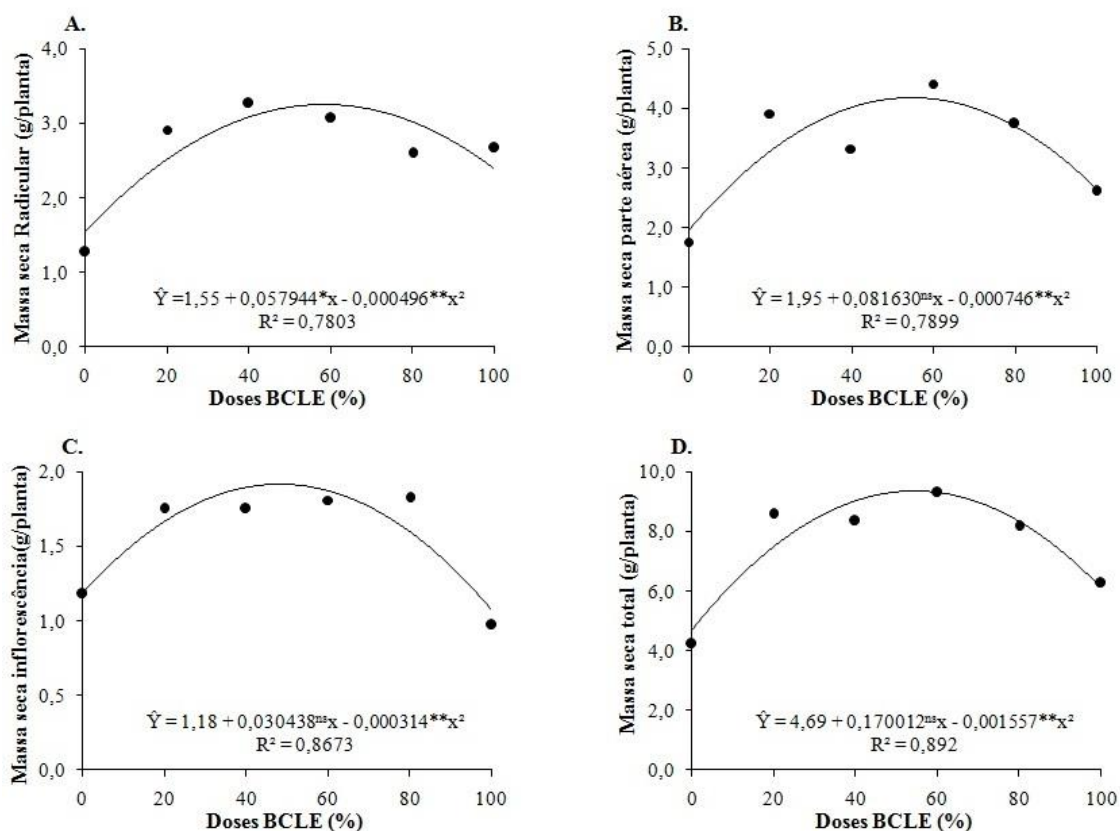 A.
Massa seca Radicular (g/planta)
4,0
3,0
2,0
1,0
0,0
Ŷ =1,55 + 0,057944*x - 0,000496**x²
R² = 0,7803
0 20 40 60 80 100
Doses BCLE (%)
B.
Massa seca parte aérea (g/planta)
5,0
4,0
3,0
2,0
1,0
0,0
Ŷ = 1,95 + 0,081630ⁿˢx - 0,000746**x²
R² = 0,7899
0 20 40 60 80 100
Doses BCLE (%)
C.
Massa seca inflorescência(g/planta)
2,0
1,5
1,0
0,5
0,0
Ŷ = 1,18 + 0,030438ⁿˢx - 0,000314**x²
R² = 0,8673
0 20 40 60 80 100
Doses BCLE (%)
D.
Massa seca total (g/planta)
10,0
8,0
6,0
4,0
2,0
0,0
Ŷ = 4,69 + 0,170012ⁿˢx - 0,001557**x²
R² = 0,892
0 20 40 60 80 100
Doses BCLE (%)